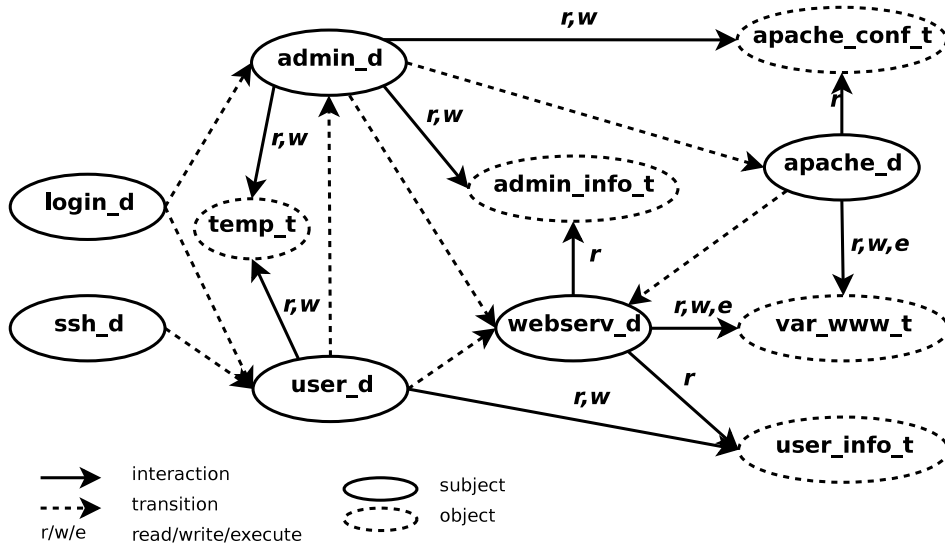 r,w
apache_conf_t
admin_d
r
r,w
r,w
apache_d
admin_info_t
login_d
temp_t
r,w,e
r
r,w
r,w,e
ssh_d
webserv_d
var_www_t
user_d
r
r,w
user_info_t
interaction
subject
transition
object
r/w/e read/write/execute